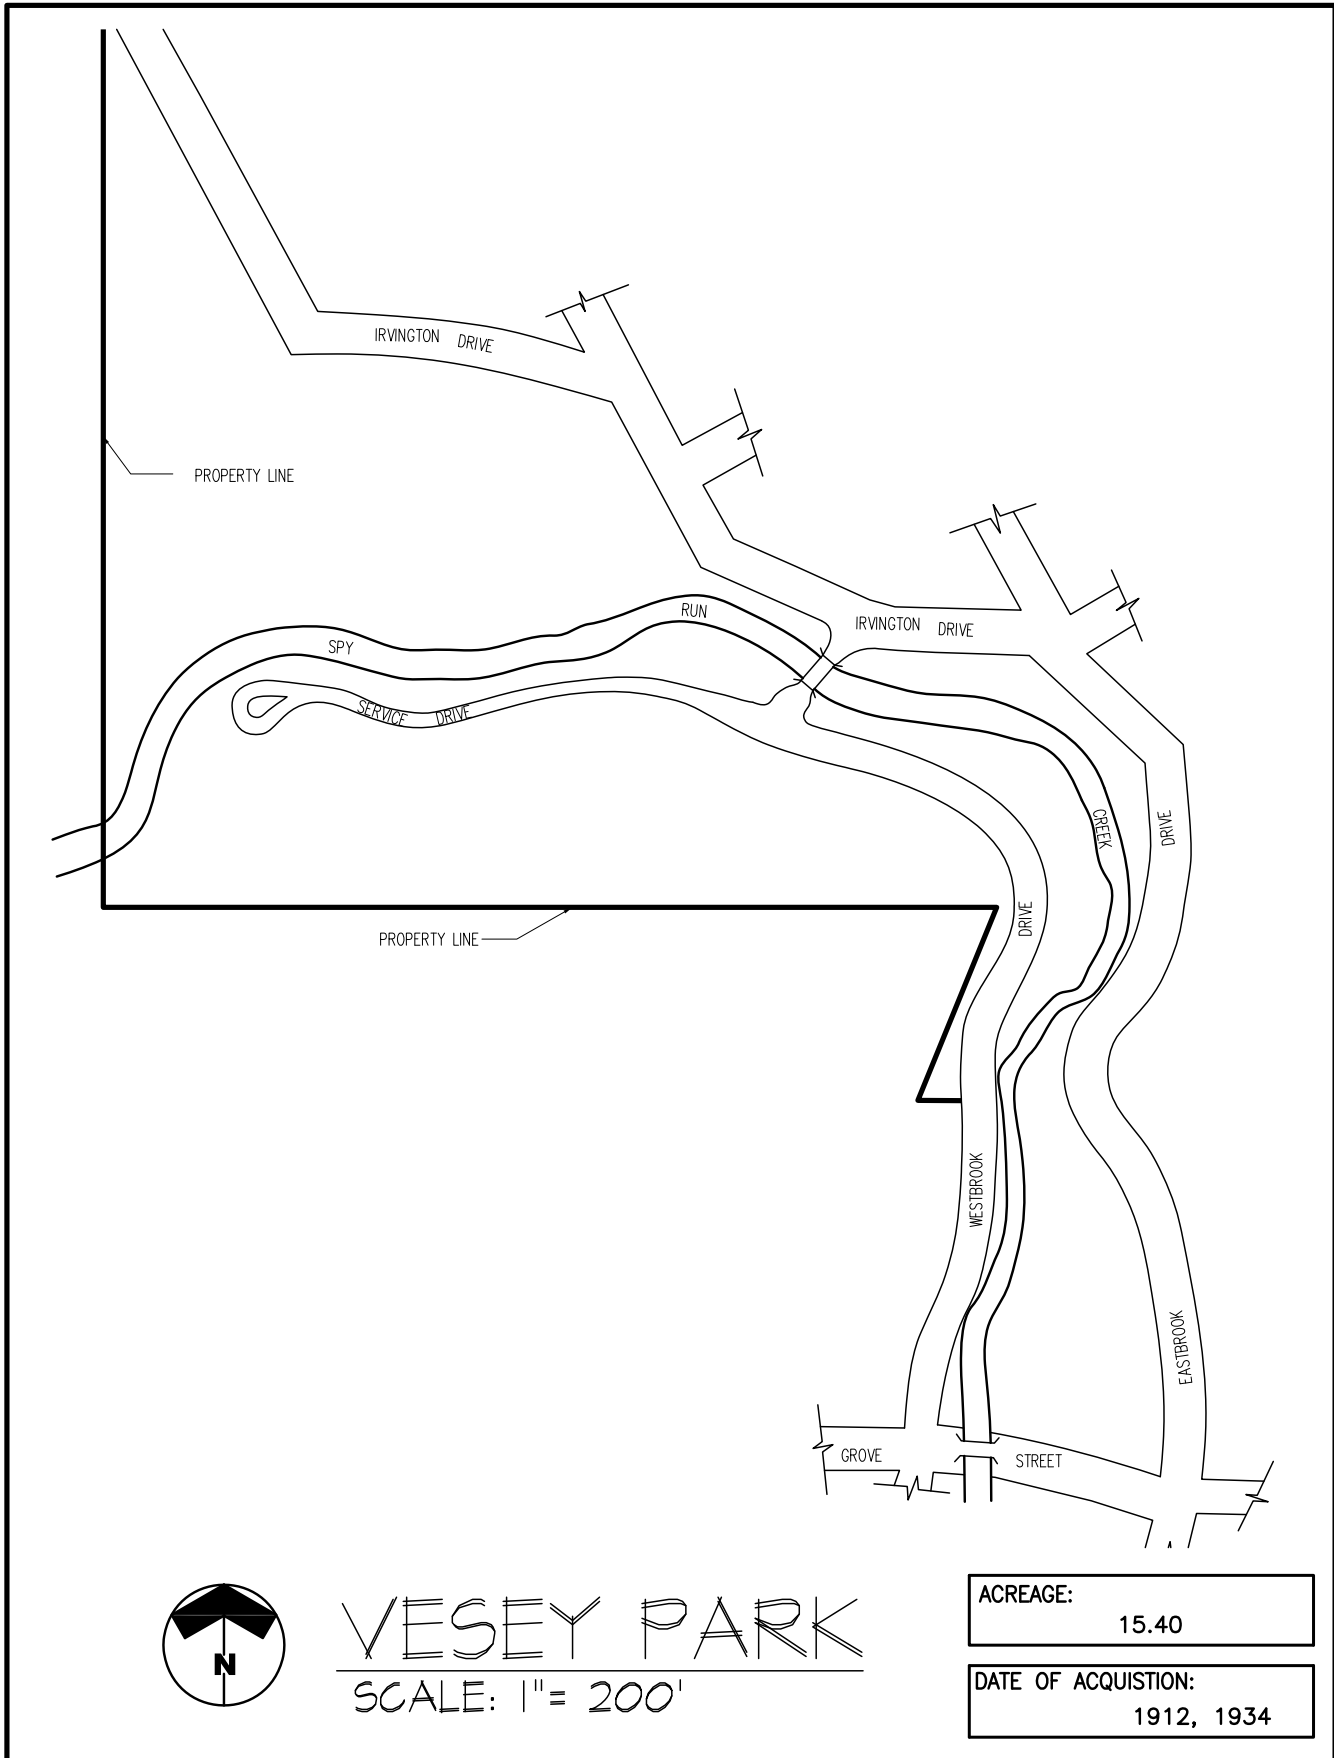 IRVINGTON DRIVE
PROPERTY LINE
SPY RUN CREEK
IRVINGTON DRIVE
SERVICE DRIVE
DRIVE
DRIVE
PROPERTY LINE
WESTBROOK
EASTBROOK
GROVE STREET
N
VESEY PARK
SCALE: 1"= 200'
ACREAGE:
15.40
DATE OF ACQUISTION:
1912, 1934